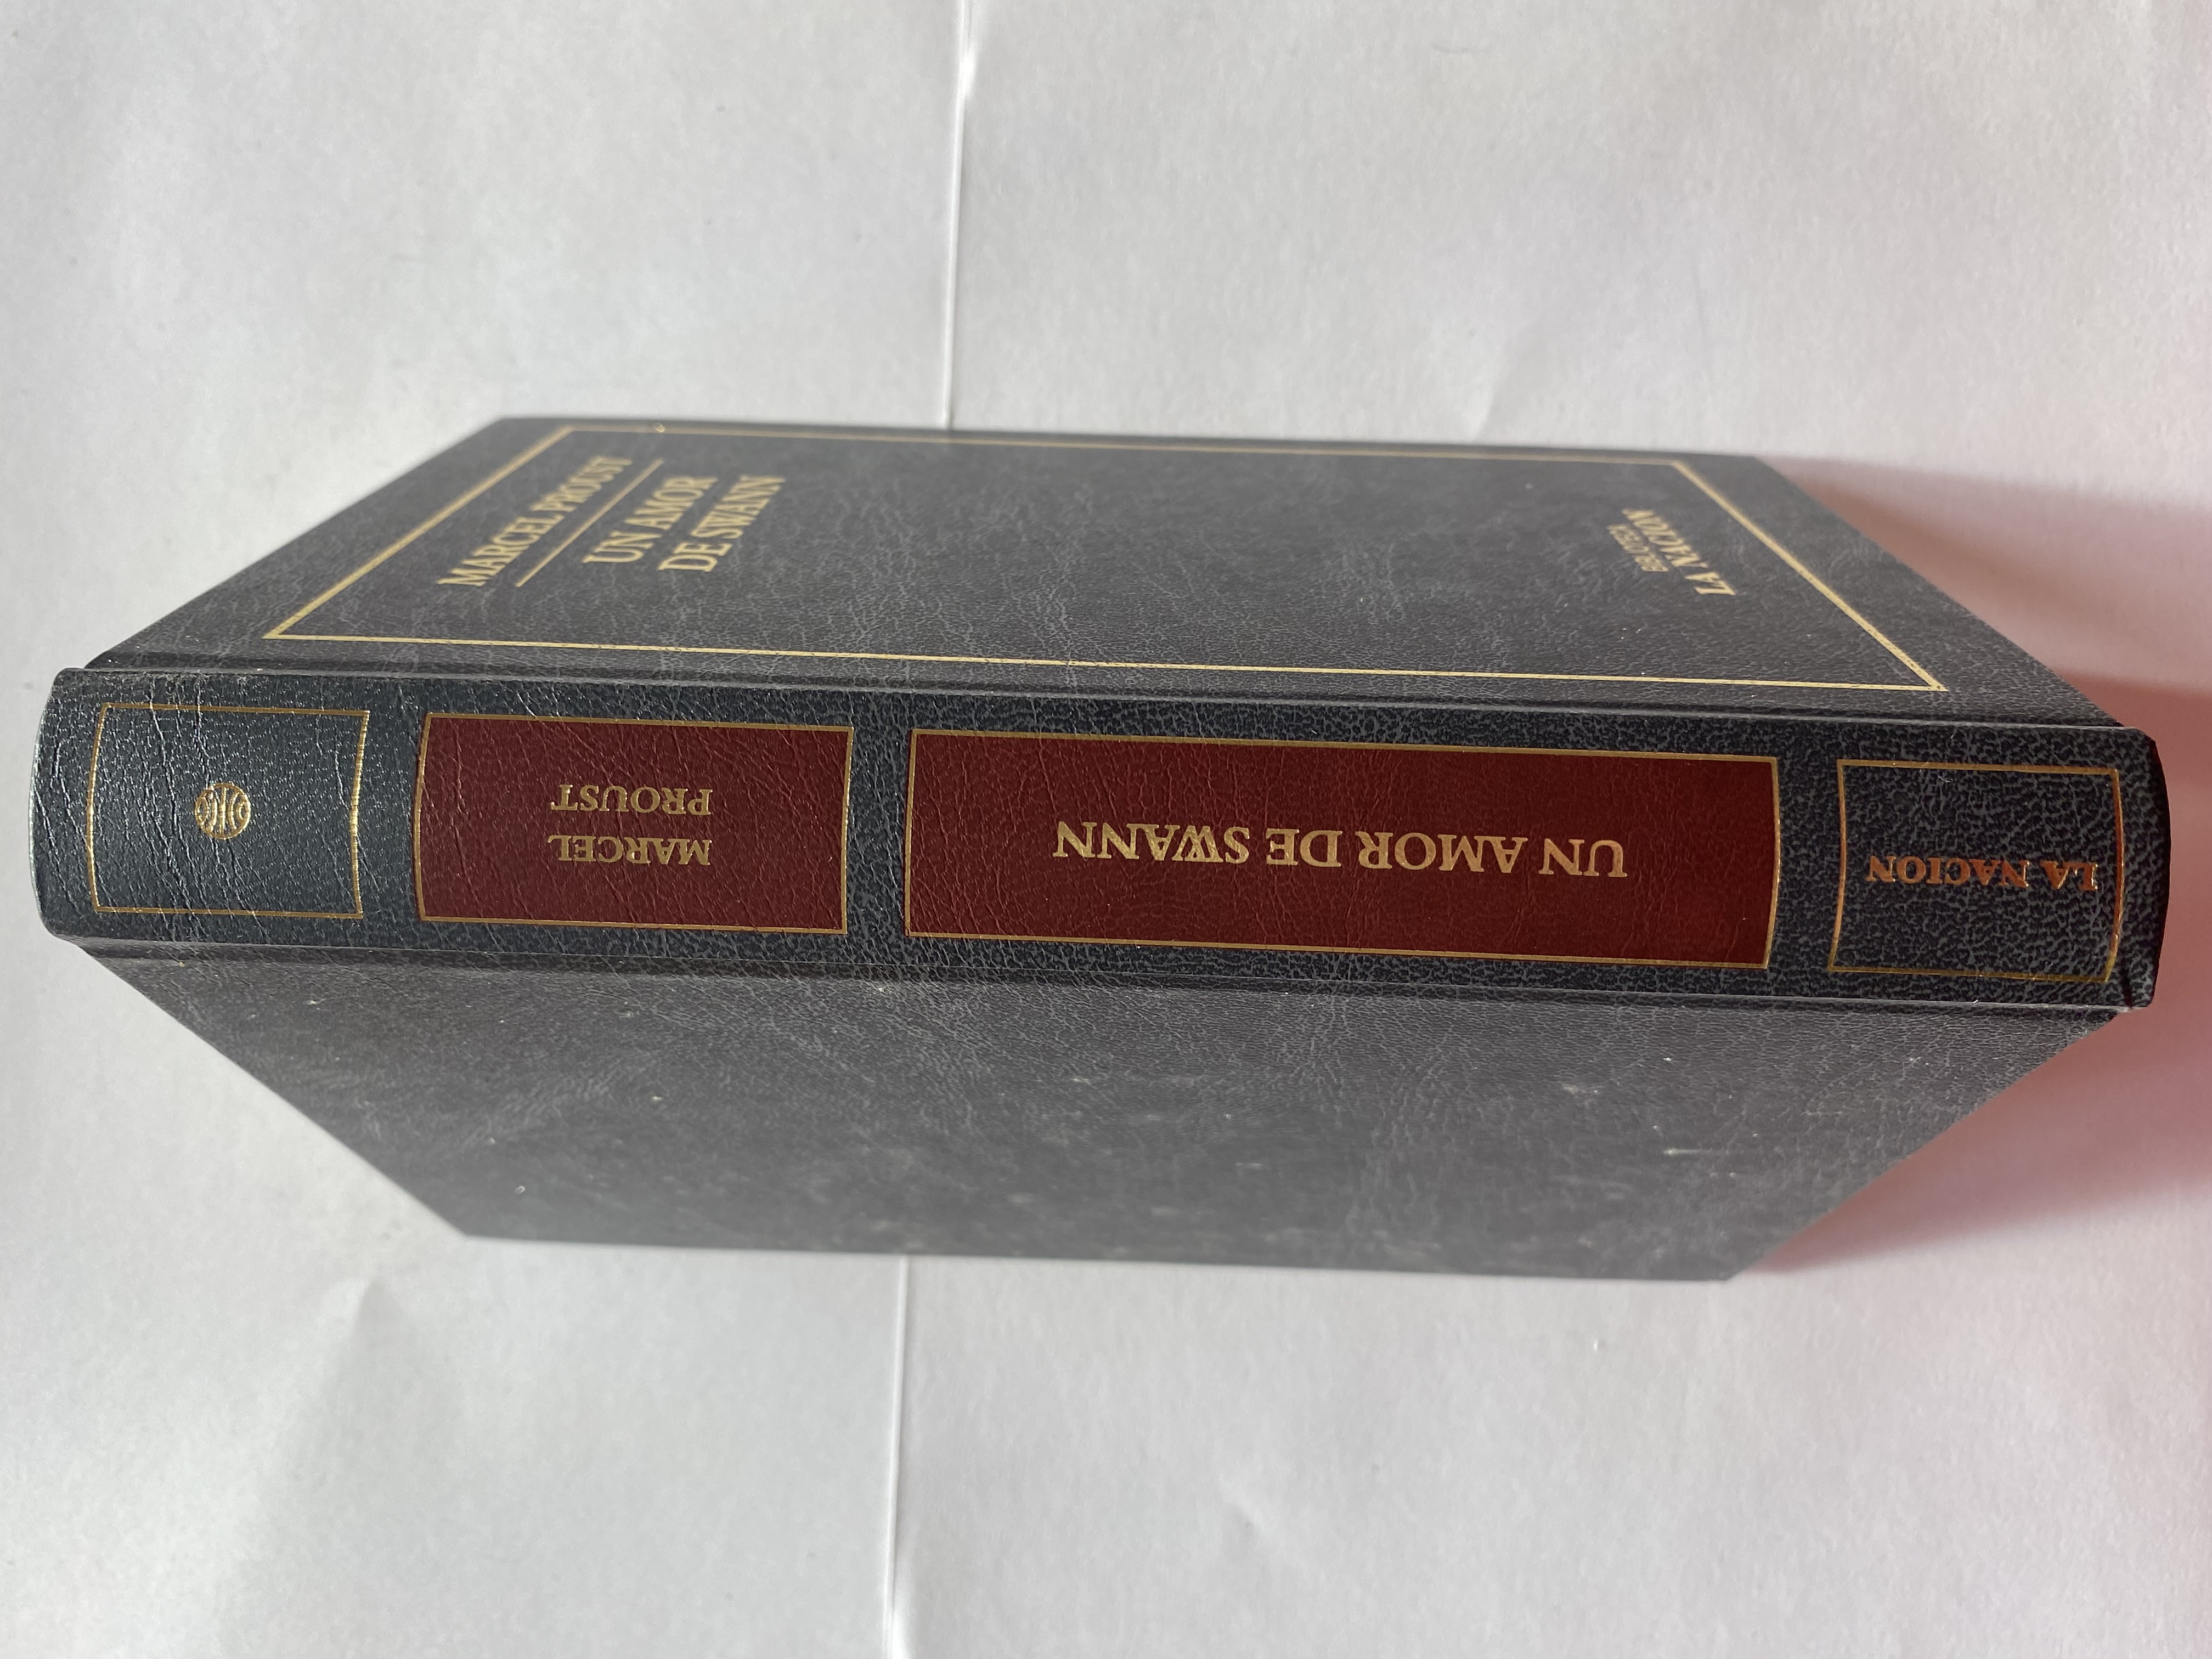 MARCEL
PROUST
UN AMOR DE SWANN
LA NACION
MARCEL PROUST
UN AMOR
DE SWANN
BIBLIOTECA
LA NACION